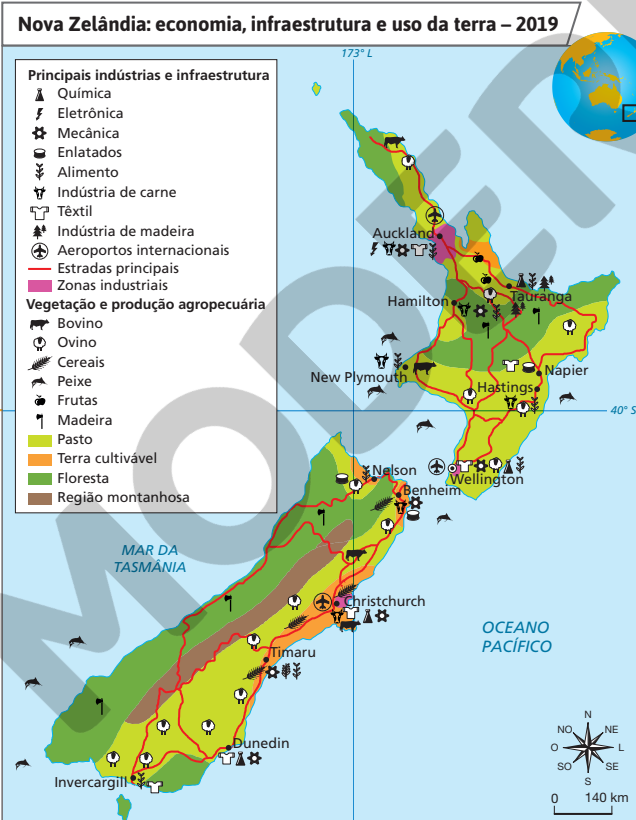 Nova Zelândia: economia, infraestrutura e uso da terra – 2019
173° L
Principais indústrias e infraestrutura
Química
Eletrônica
Mecânica
Enlatados
Alimento
Indústria de carne
Têxtil
Indústria de madeira
Aeroportos internacionais
Estradas principais
Zonas industriais
Vegetação e produção agropecuária
Bovino
Ovino
Cereais
Peixe
Frutas
Madeira
Pasto
Terra cultivável
Floresta
Região montanhosa
Auckland
Tauranga
Hamilton
New Plymouth
Napier
Hastings
40° S
Nelson
Wellington
Benheim
MAR DA
TASMÂNIA
Christchurch
OCEANO
PACÍFICO
Timaru
Dunedin
Invercargill
N
NO NE
O L
SO SE
S
0 140 km